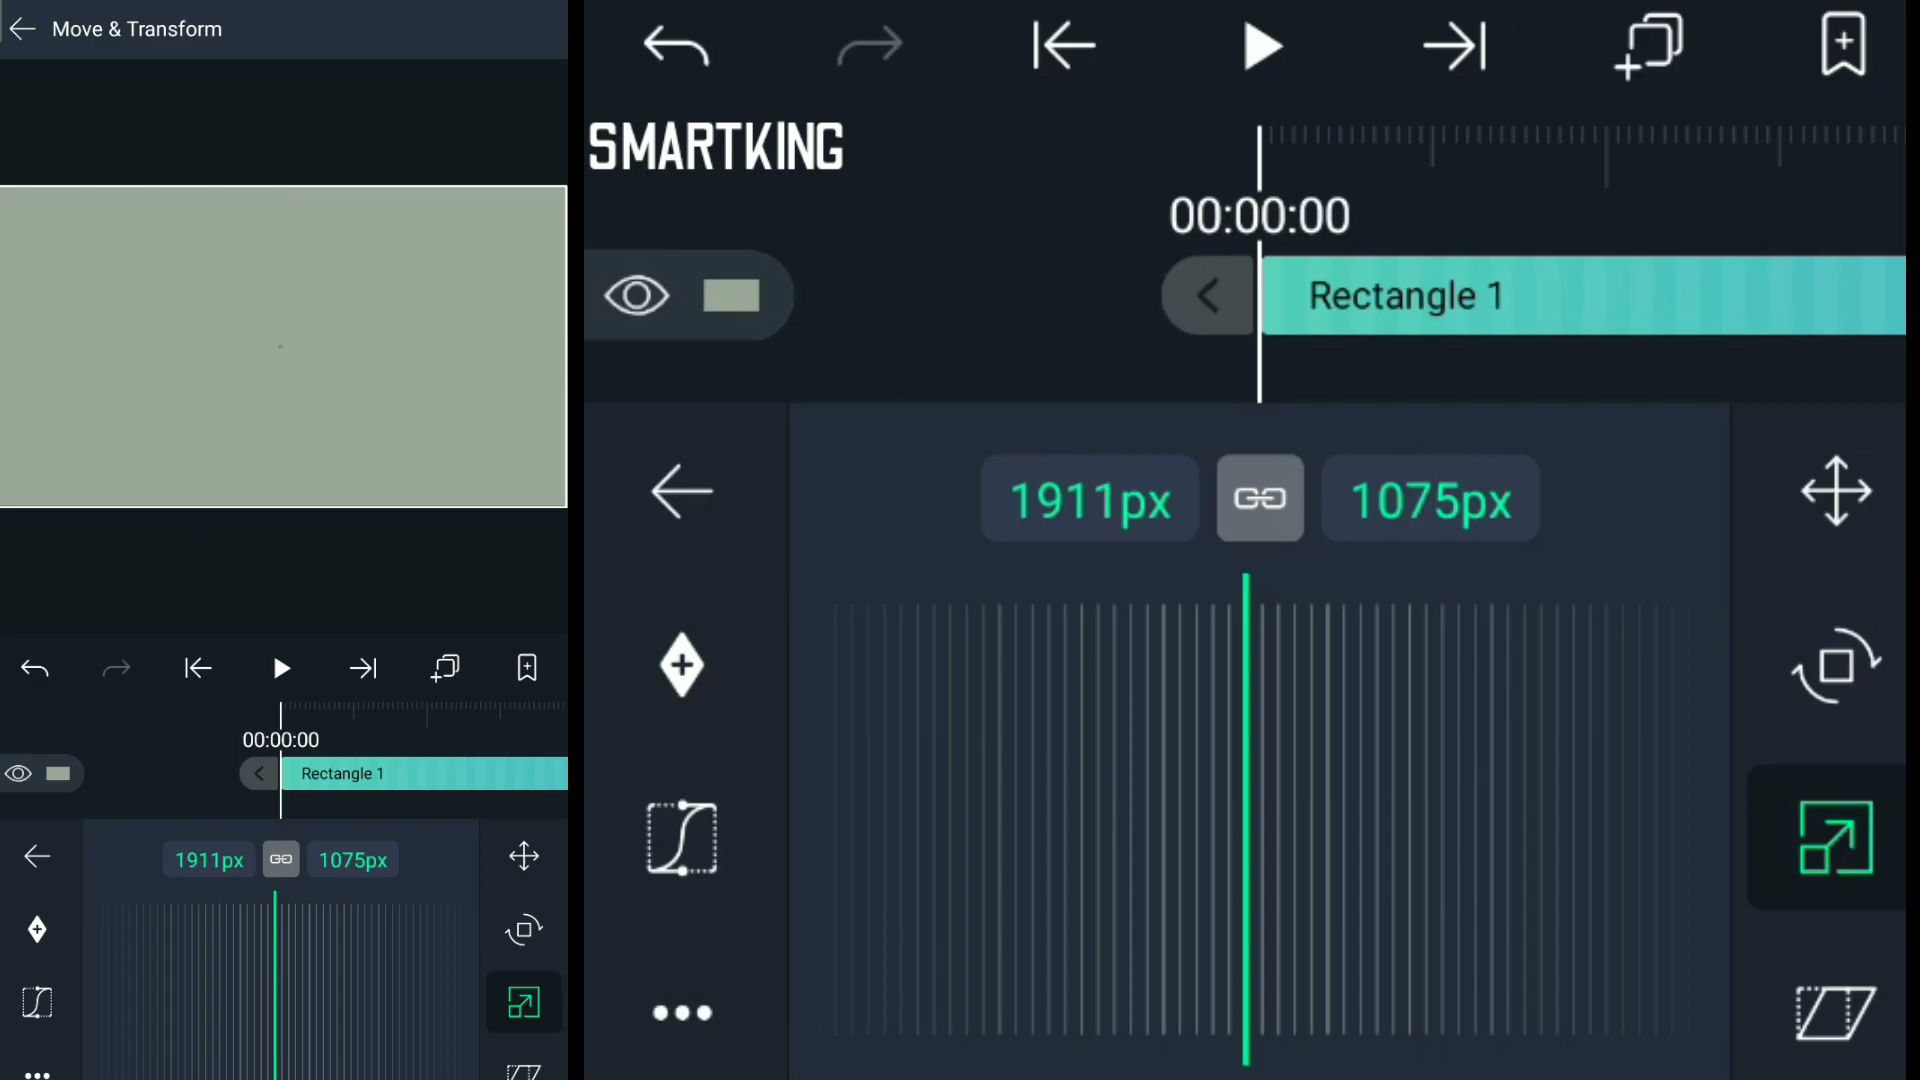 Move & Transform
00:00:00
Rectangle 1
1911px
1075px
SMARTKING
00:00:00
Rectangle 1
1911px
1075px